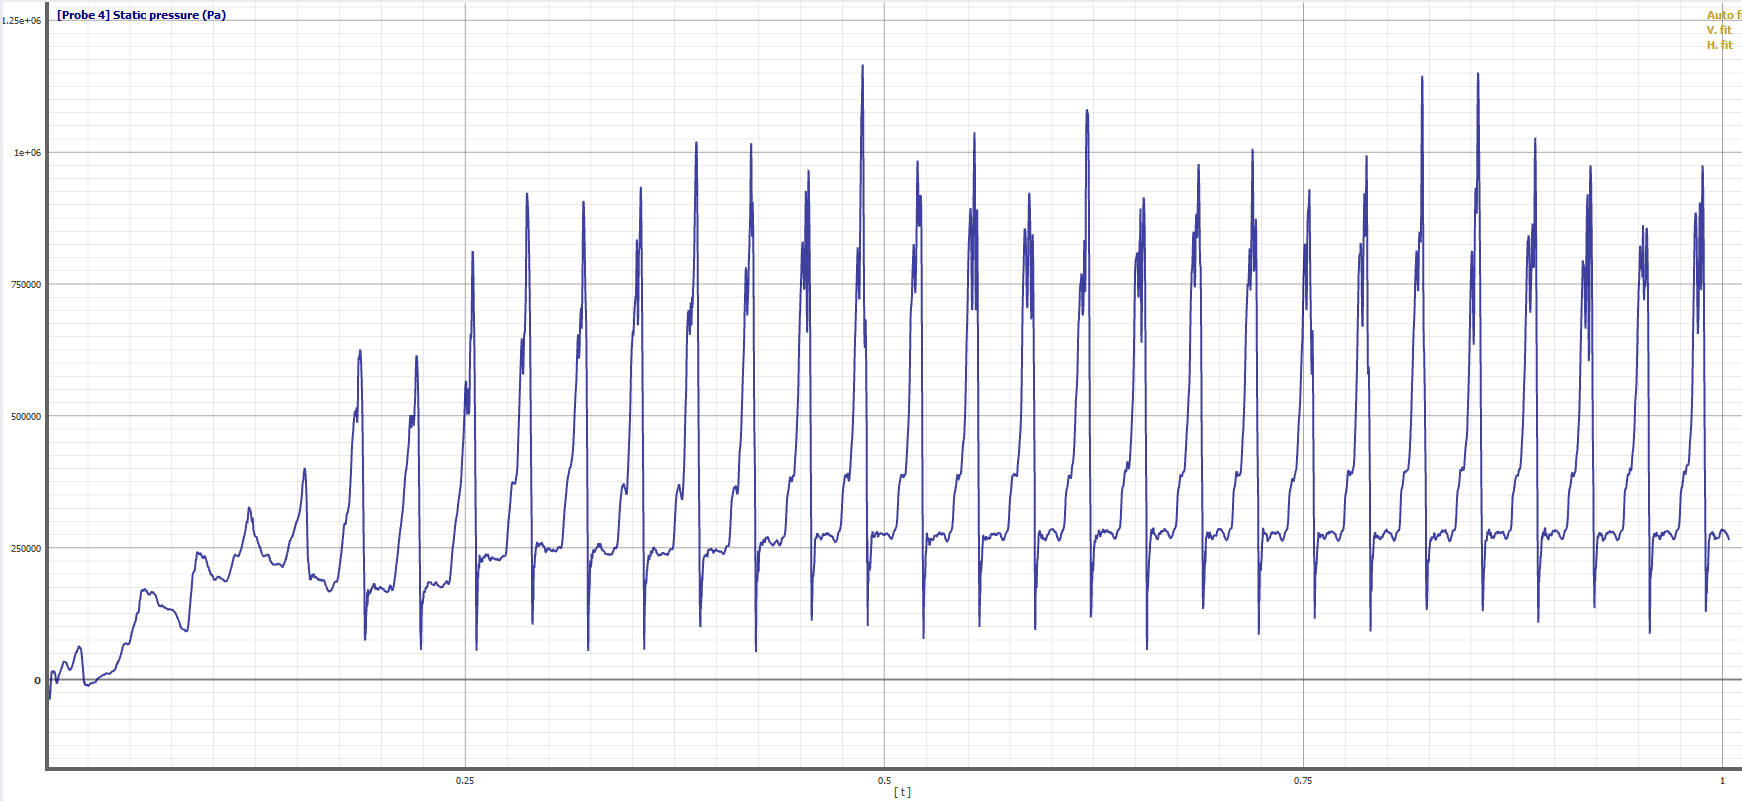 [Probe 4] Static pressure (Pa)
Auto f
V. fit
H. fit
1.25e+06
1e+06
750000
500000
250000
0
0.25
0.5
0.75
1
[t]